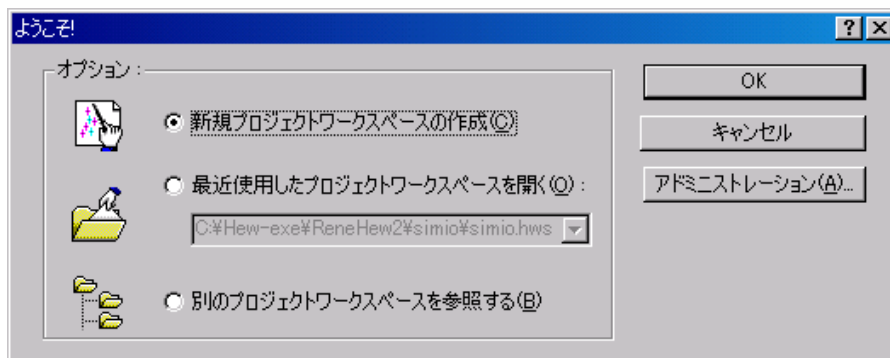 ようこそ!
オプション :
新規プロジェクトワークスペースの作成(C)
最近使用したプロジェクトワークスペースを開く(O) :
C:¥Hew-exe¥ReneHew2¥simio¥simio.hws
別のプロジェクトワークスペースを参照する(B)
OK
キャンセル
アドミニストレーション(A)...